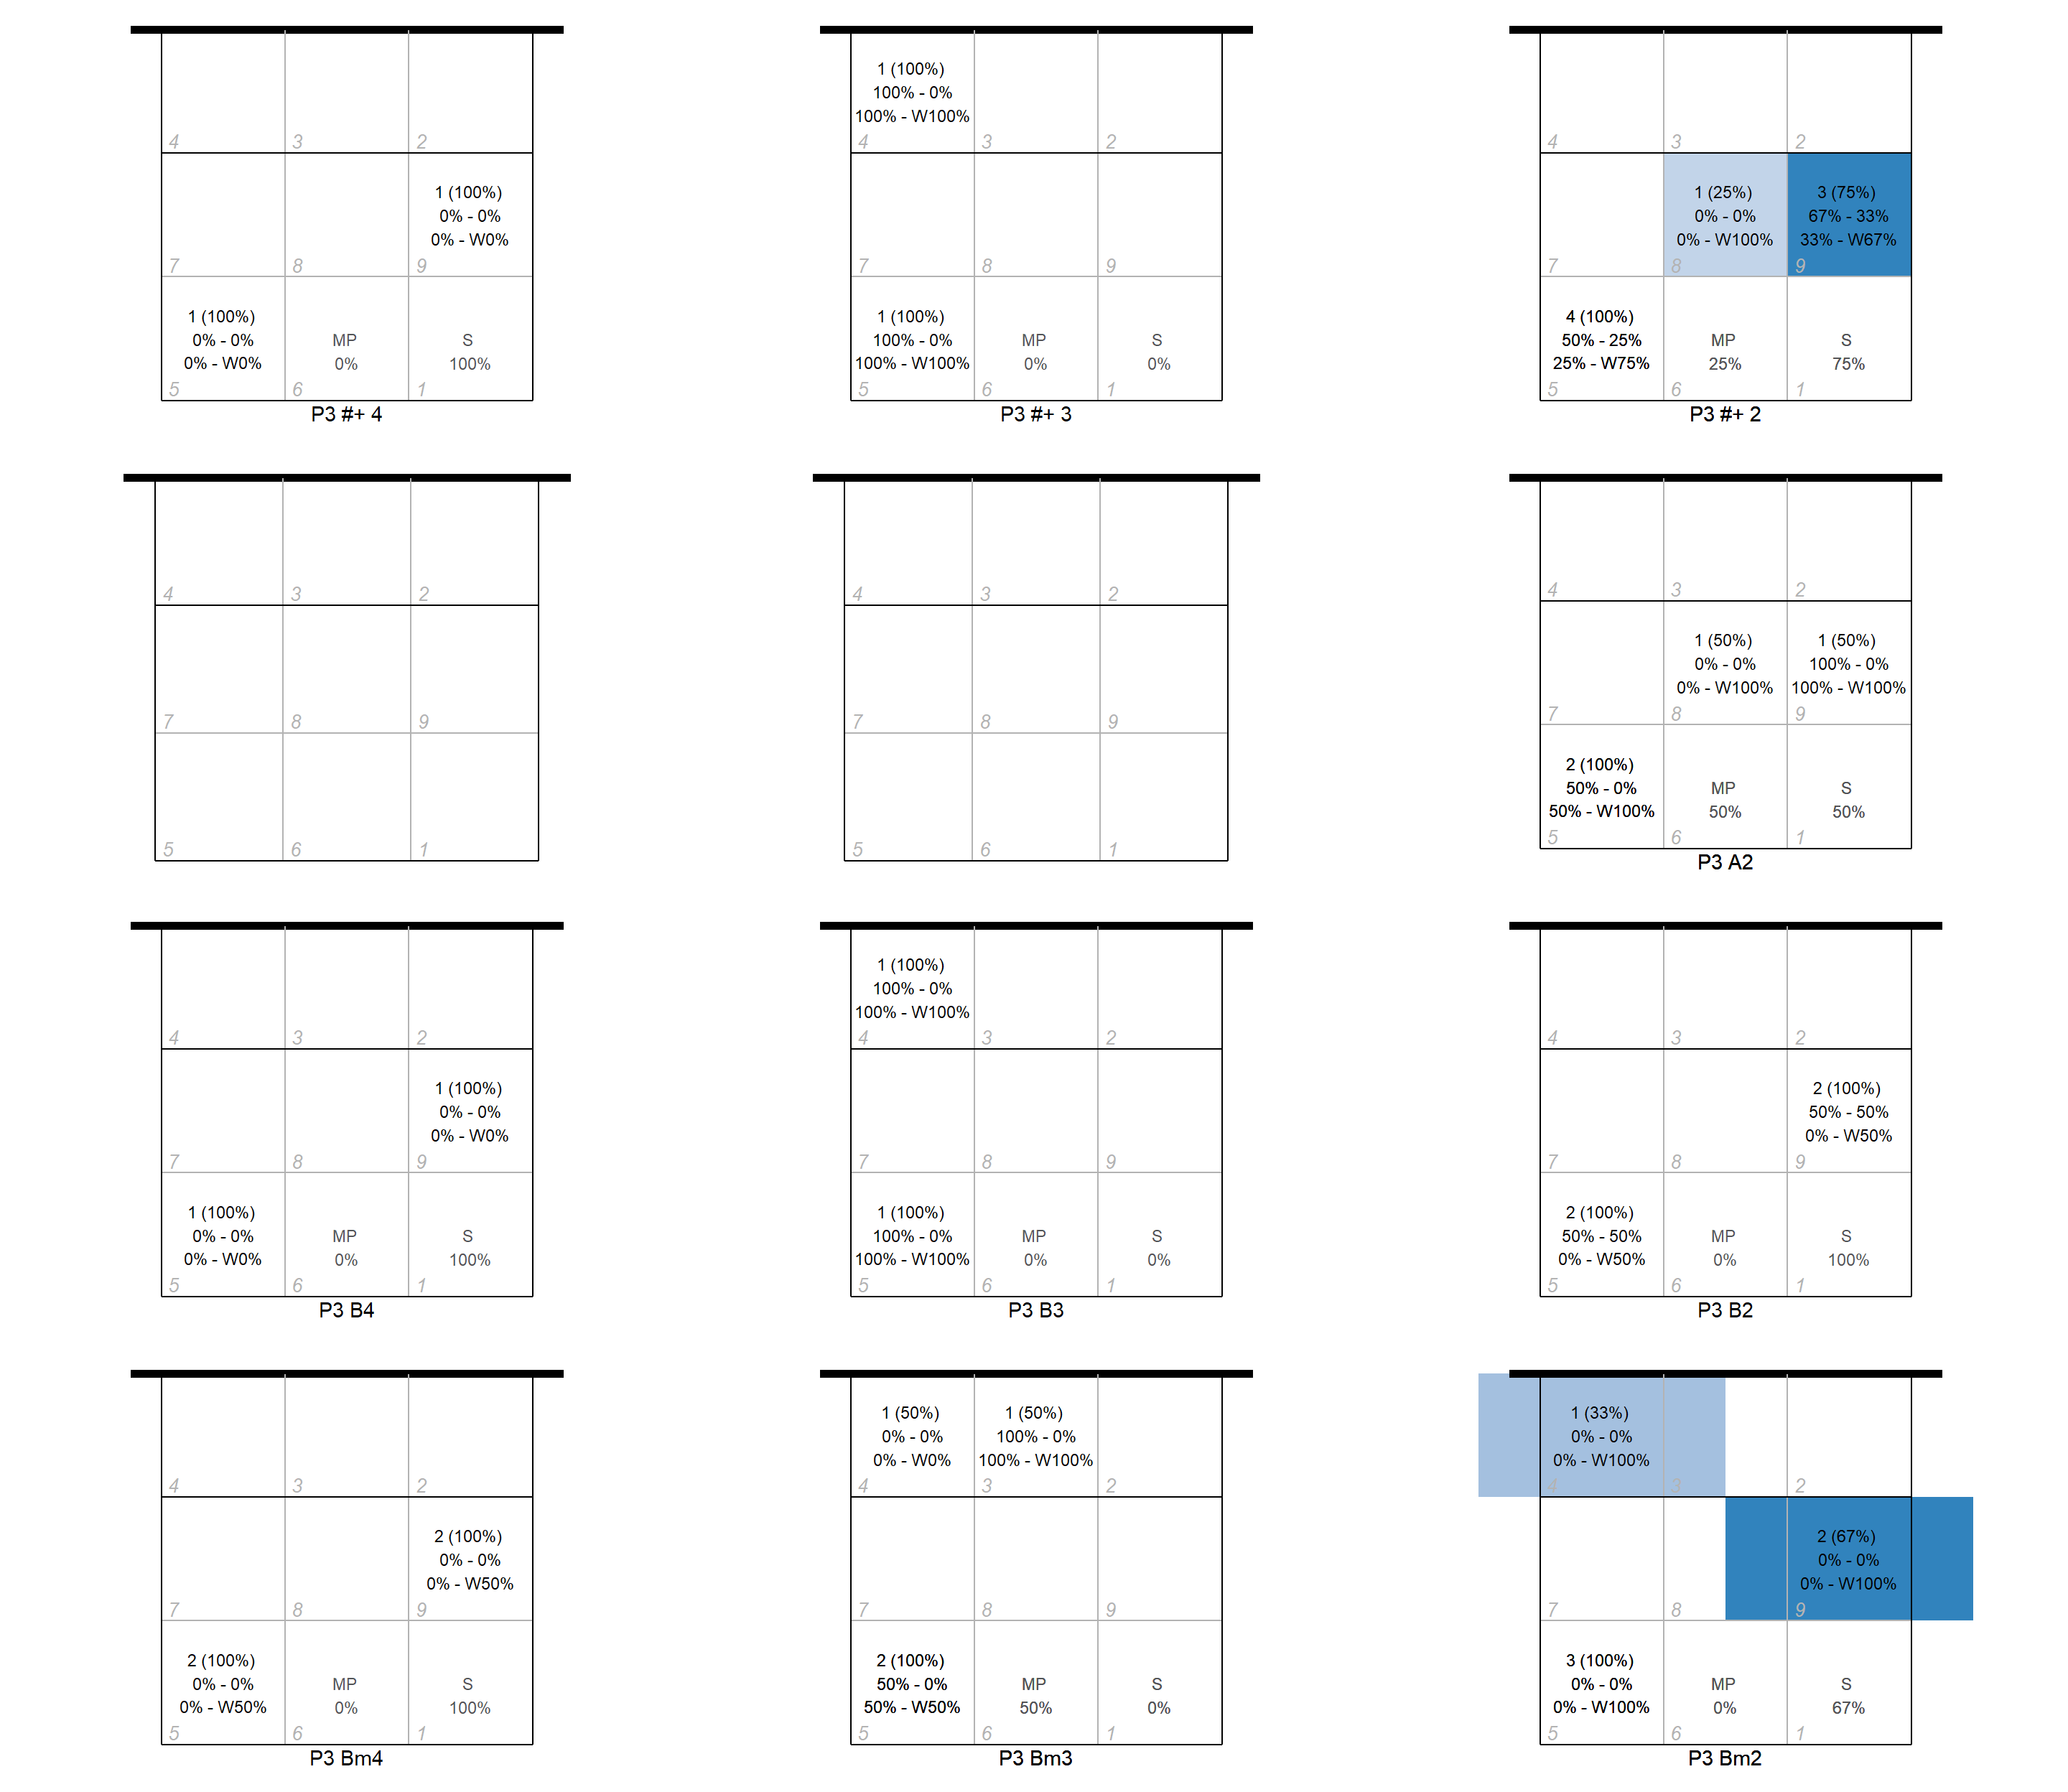 4 3 2
1 (100%)
0% - 0%
0% - W0%
7 8 9
1 (100%)
0% - 0%
0% - W0%
MP
0%
S
100%
5 6 1
P3 #+ 4
1 (100%)
100% - 0%
100% - W100%
4 3 2
7 8 9
1 (100%)
100% - 0%
100% - W100%
MP
0%
S
0%
5 6 1
P3 #+ 3
4 3 2
1 (25%)
0% - 0%
0% - W100%
3 (75%)
67% - 33%
33% - W67%
7 8 9
4 (100%)
50% - 25%
25% - W75%
MP
25%
S
75%
5 6 1
P3 #+ 2
4 3 2
7 8 9
5 6 1
4 3 2
7 8 9
5 6 1
4 3 2
1 (50%)
0% - 0%
0% - W100%
1 (50%)
100% - 0%
100% - W100%
7 8 9
2 (100%)
50% - 0%
50% - W100%
MP
50%
S
50%
5 6 1
P3 A2
4 3 2
1 (100%)
0% - 0%
0% - W0%
7 8 9
1 (100%)
0% - 0%
0% - W0%
MP
0%
S
100%
5 6 1
P3 B4
1 (100%)
100% - 0%
100% - W100%
4 3 2
7 8 9
1 (100%)
100% - 0%
100% - W100%
MP
0%
S
0%
5 6 1
P3 B3
4 3 2
2 (100%)
50% - 50%
0% - W50%
7 8 9
2 (100%)
50% - 50%
0% - W50%
MP
0%
S
100%
5 6 1
P3 B2
4 3 2
2 (100%)
0% - 0%
0% - W50%
7 8 9
2 (100%)
0% - 0%
0% - W50%
MP
0%
S
100%
5 6 1
P3 Bm4
1 (50%)
0% - 0%
0% - W0%
1 (50%)
100% - 0%
100% - W100%
4 3 2
7 8 9
2 (100%)
50% - 0%
50% - W50%
MP
50%
S
0%
5 6 1
P3 Bm3
1 (33%)
0% - 0%
0% - W100%
4 3 2
2 (67%)
0% - 0%
0% - W100%
7 8 9
3 (100%)
0% - 0%
0% - W100%
MP
0%
S
67%
5 6 1
P3 Bm2